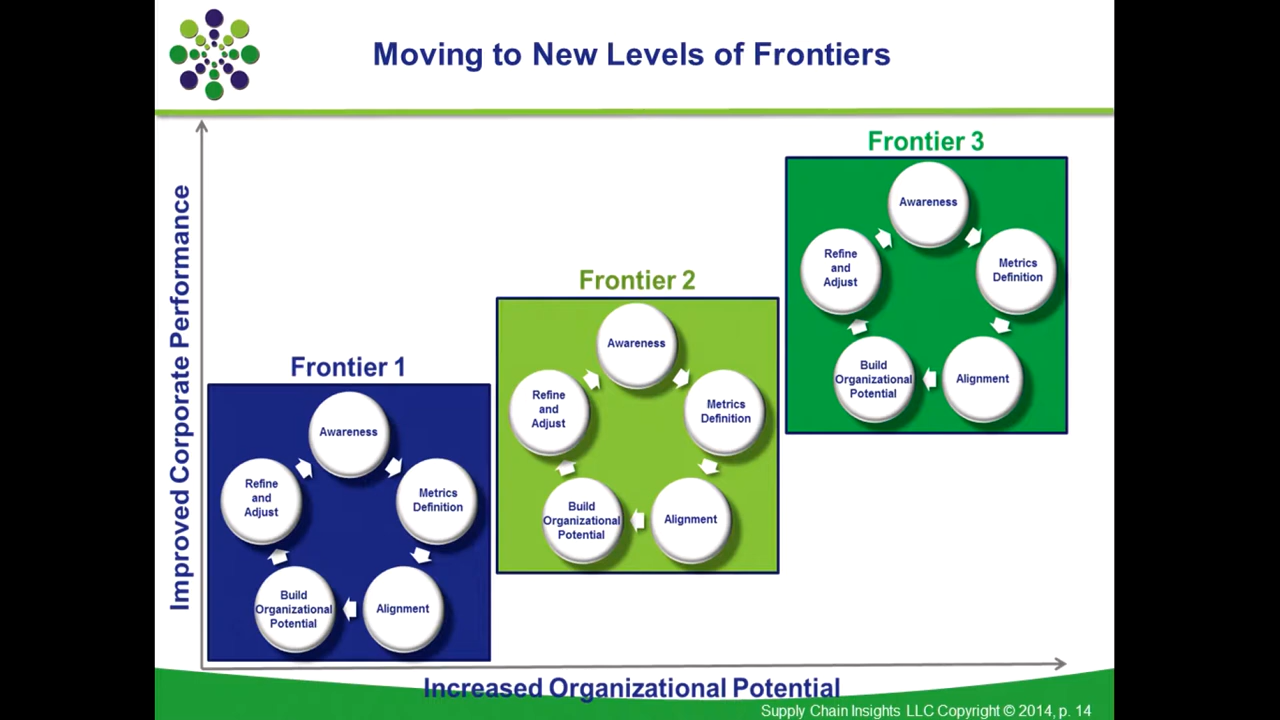 Moving to New Levels of Frontiers
Improved Corporate Performance
Frontier 1
Awareness
Metrics
Definition
Alignment
Build
Organizational
Potential
Refine
and
Adjust
Frontier 2
Awareness
Metrics
Definition
Alignment
Build
Organizational
Potential
Refine
and
Adjust
Frontier 3
Awareness
Metrics
Definition
Alignment
Build
Organizational
Potential
Refine
and
Adjust
Increased Organizational Potential
Supply Chain Insights LLC Copyright © 2014, p. 14